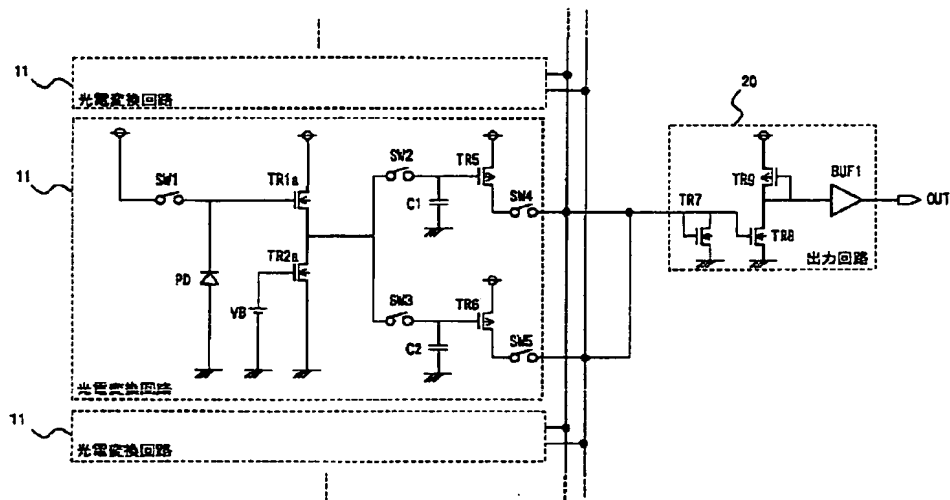 11
光電変換回路
11
SW1
TR1a
TR2a
PD
VB
SW2
C1
TR5
SW4
SW3
C2
TR6
SW5
光電変換回路
11
光電変換回路
20
TR9
BUF1
OUT
TR7
TR8
出力回路